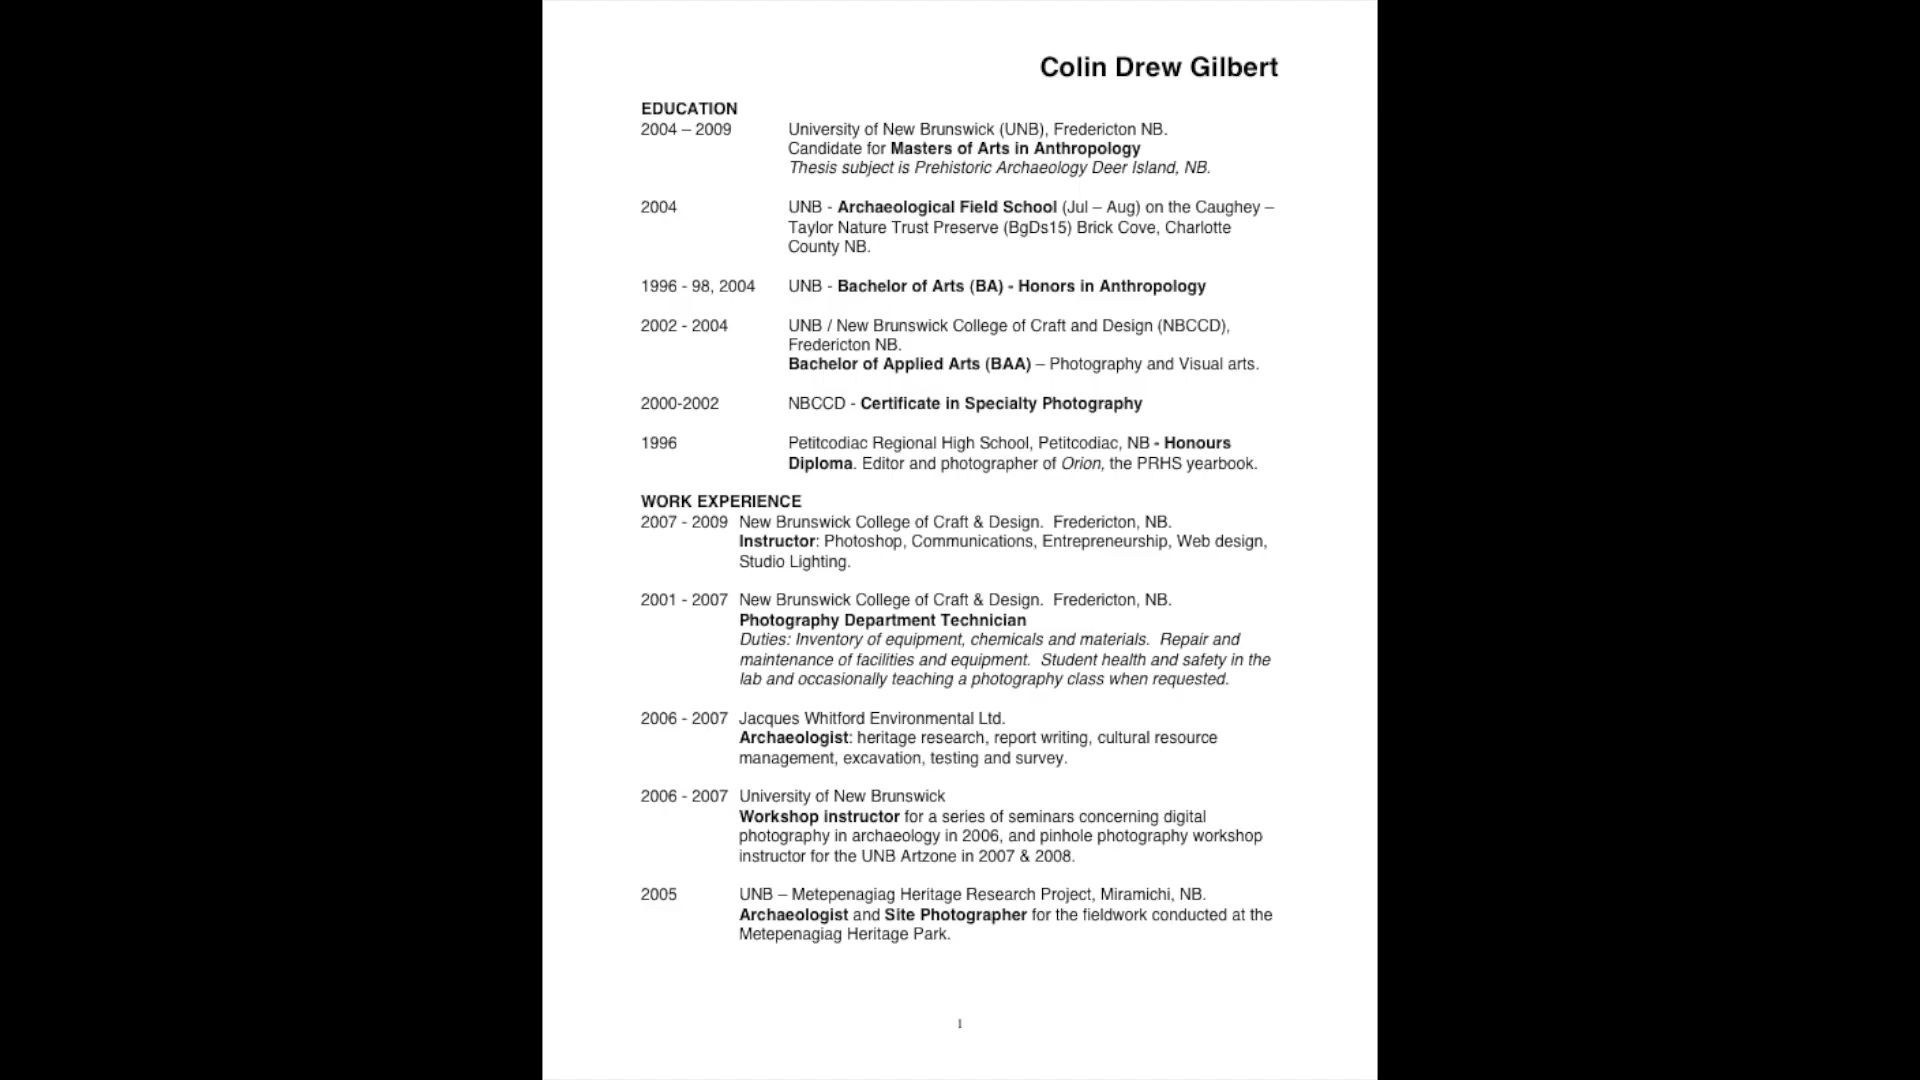 Colin Drew Gilbert
EDUCATION
2004 – 2009 University of New Brunswick (UNB), Fredericton NB.
Candidate for Masters of Arts in Anthropology
Thesis subject is Prehistoric Archaeology Deer Island, NB.
2004 UNB - Archaeological Field School (Jul – Aug) on the Caughey –
Taylor Nature Trust Preserve (BgDs15) Brick Cove, Charlotte
County NB.
1996 - 98, 2004 UNB - Bachelor of Arts (BA) - Honors in Anthropology
2002 - 2004 UNB / New Brunswick College of Craft and Design (NBCCD),
Fredericton NB.
Bachelor of Applied Arts (BAA) – Photography and Visual arts.
2000-2002 NBCCD - Certificate in Specialty Photography
1996 Petitcodiac Regional High School, Petitcodiac, NB - Honours
Diploma. Editor and photographer of Orion, the PRHS yearbook.
WORK EXPERIENCE
2007 - 2009 New Brunswick College of Craft & Design. Fredericton, NB.
Instructor: Photoshop, Communications, Entrepreneurship, Web design,
Studio Lighting.
2001 - 2007 New Brunswick College of Craft & Design. Fredericton, NB.
Photography Department Technician
Duties: Inventory of equipment, chemicals and materials. Repair and
maintenance of facilities and equipment. Student health and safety in the
lab and occasionally teaching a photography class when requested.
2006 - 2007 Jacques Whitford Environmental Ltd.
Archaeologist: heritage research, report writing, cultural resource
management, excavation, testing and survey.
2006 - 2007 University of New Brunswick
Workshop instructor for a series of seminars concerning digital
photography in archaeology in 2006, and pinhole photography workshop
instructor for the UNB Artzone in 2007 & 2008.
2005 UNB – Metepenagiag Heritage Research Project, Miramichi, NB.
Archaeologist and Site Photographer for the fieldwork conducted at the
Metepenagiag Heritage Park.
1